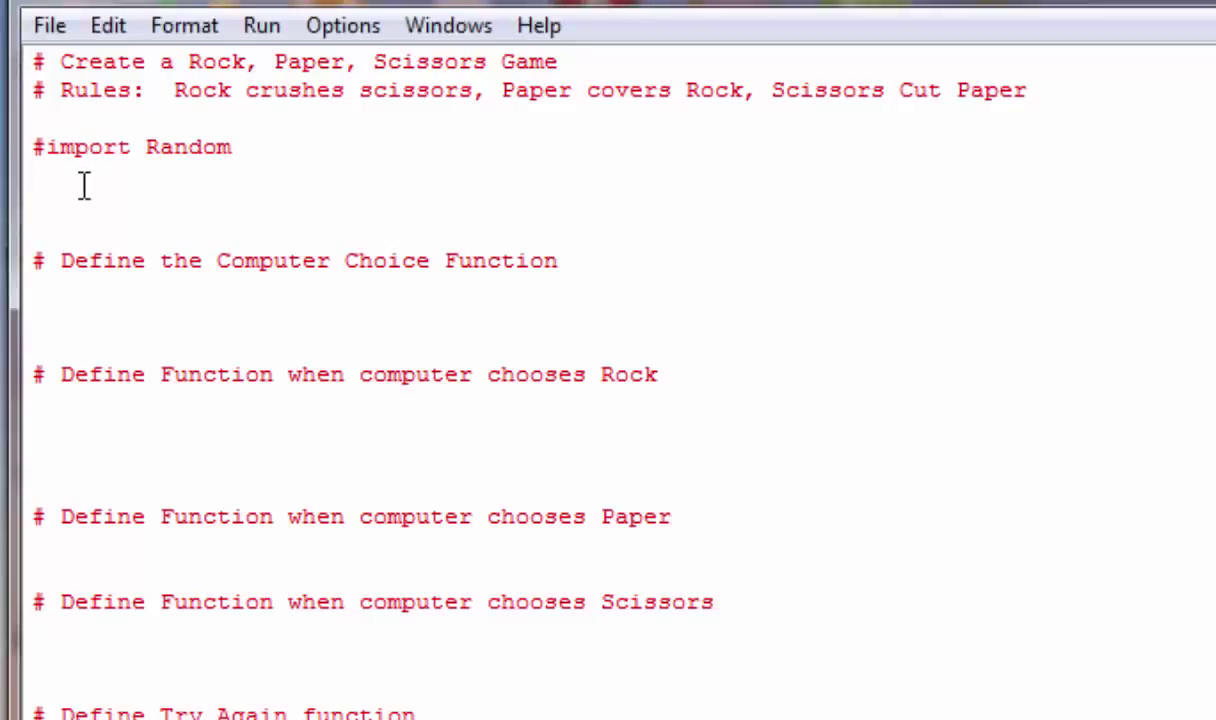 File Edit Format Run Options Windows Help
# Create a Rock, Paper, Scissors Game
# Rules:  Rock crushes scissors, Paper covers Rock, Scissors Cut Paper
#import Random
# Define the Computer Choice Function
# Define Function when computer chooses Rock
# Define Function when computer chooses Paper
# Define Function when computer chooses Scissors
# Define Try Again function